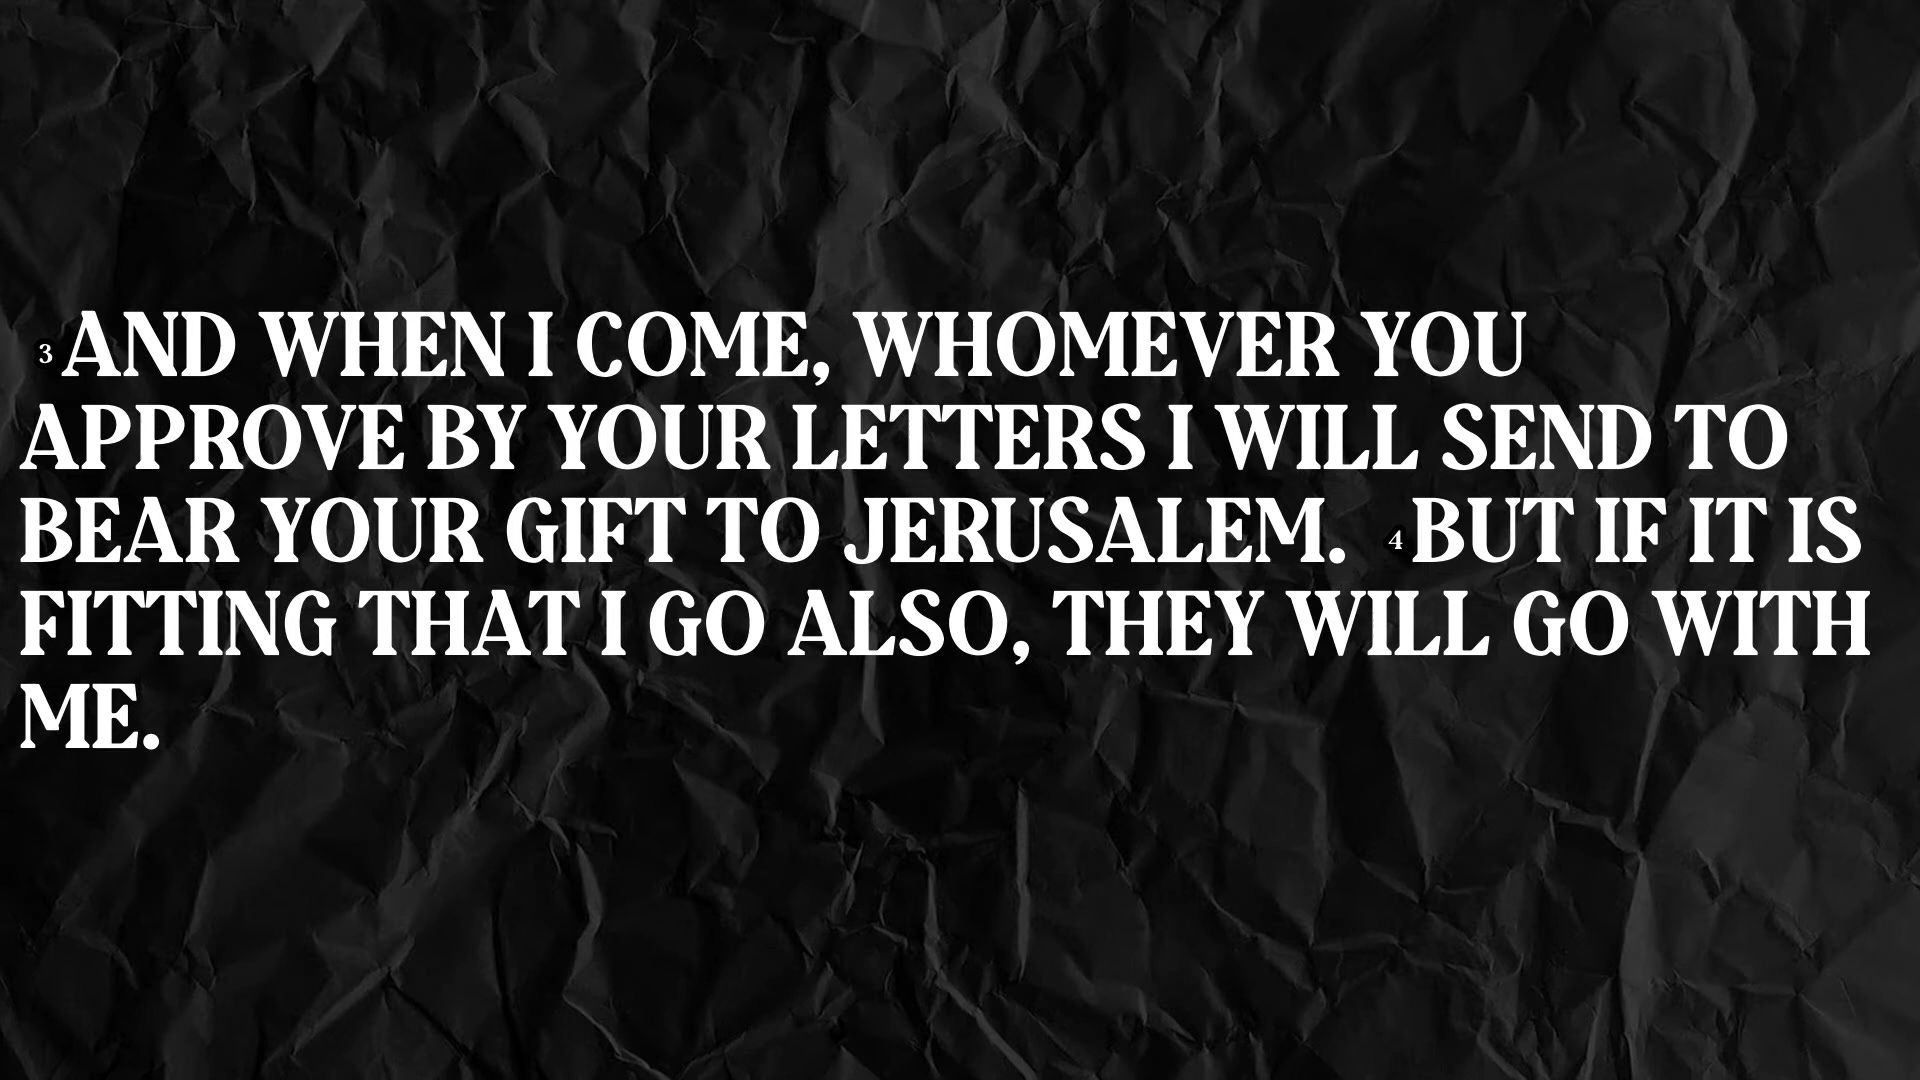 3 AND WHEN I COME, WHOMEVER YOU
APPROVE BY YOUR LETTERS I WILL SEND TO
BEAR YOUR GIFT TO JERUSALEM. 4 BUT IF IT IS
FITTING THAT I GO ALSO, THEY WILL GO WITH
ME.